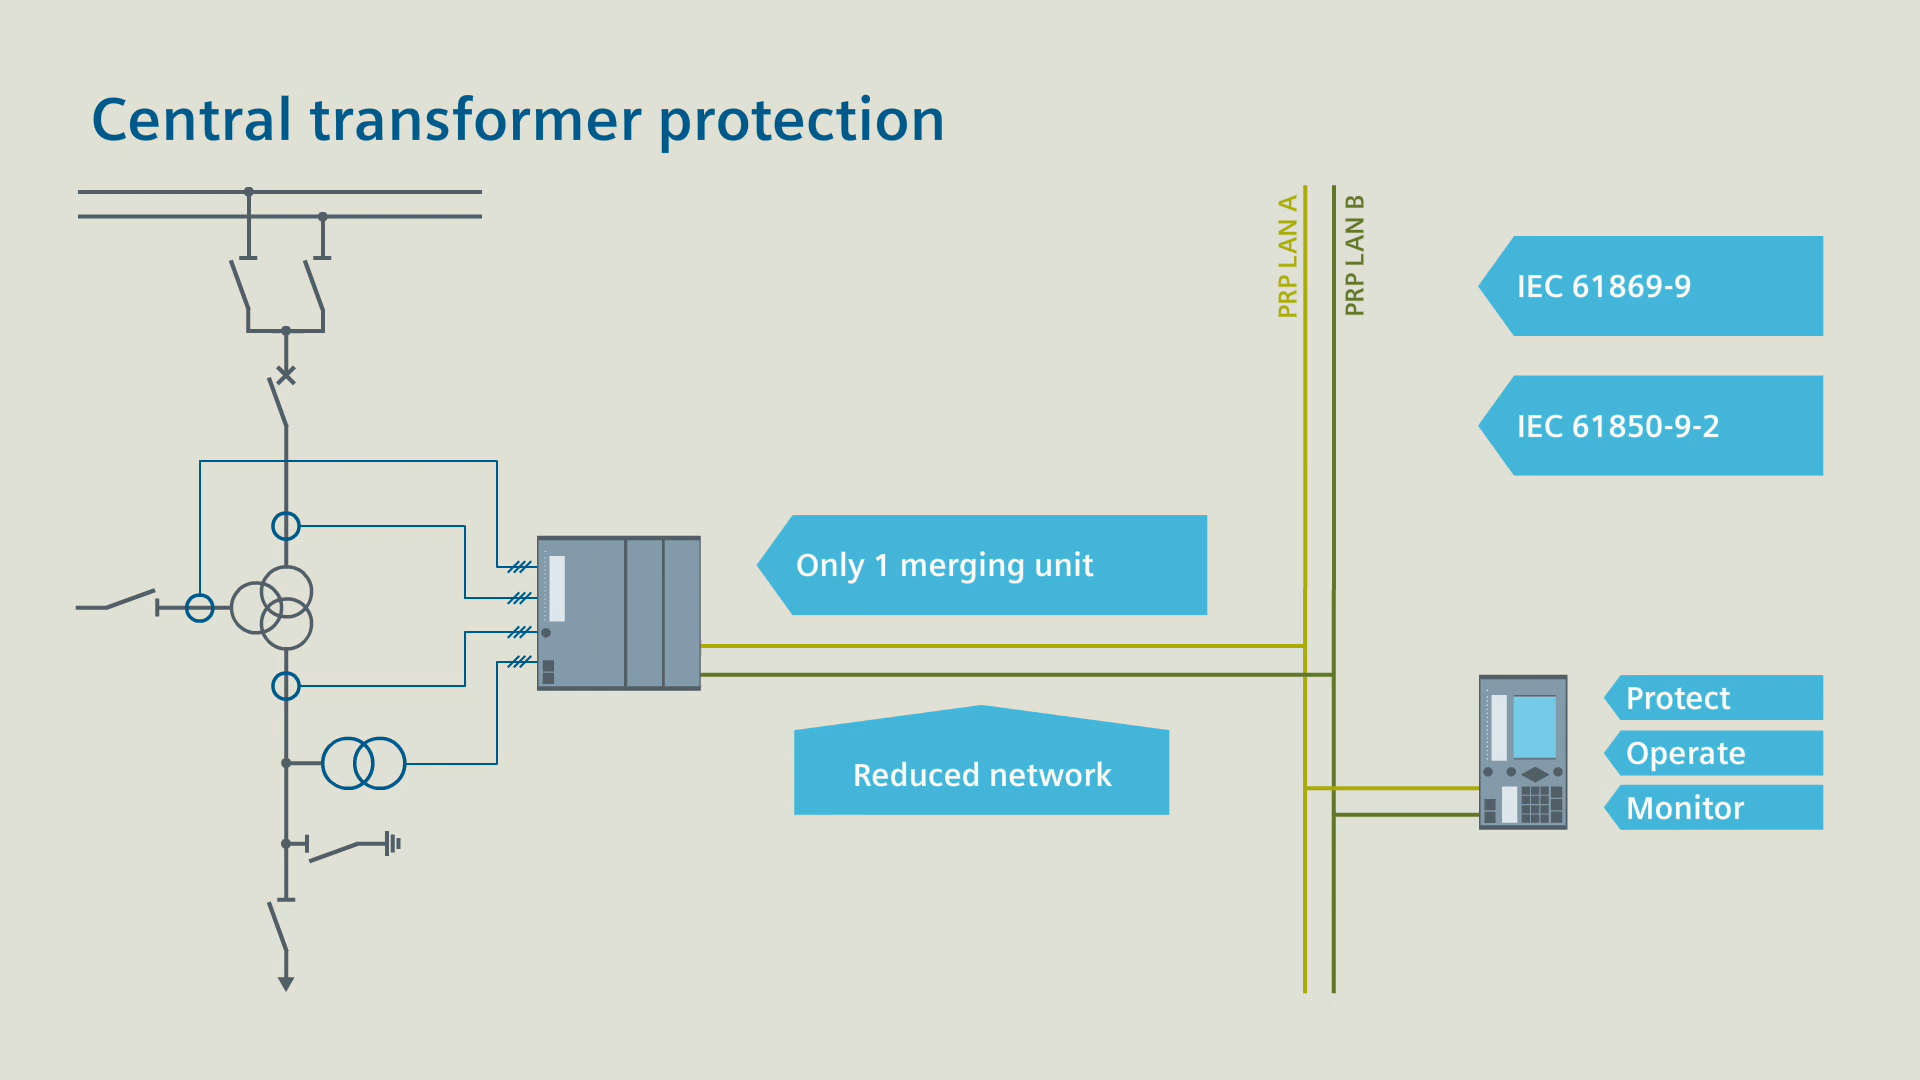 Central transformer protection
PRP LAN A
PRP LAN B
IEC 61869-9
IEC 61850-9-2
Only 1 merging unit
Reduced network
Protect
Operate
Monitor